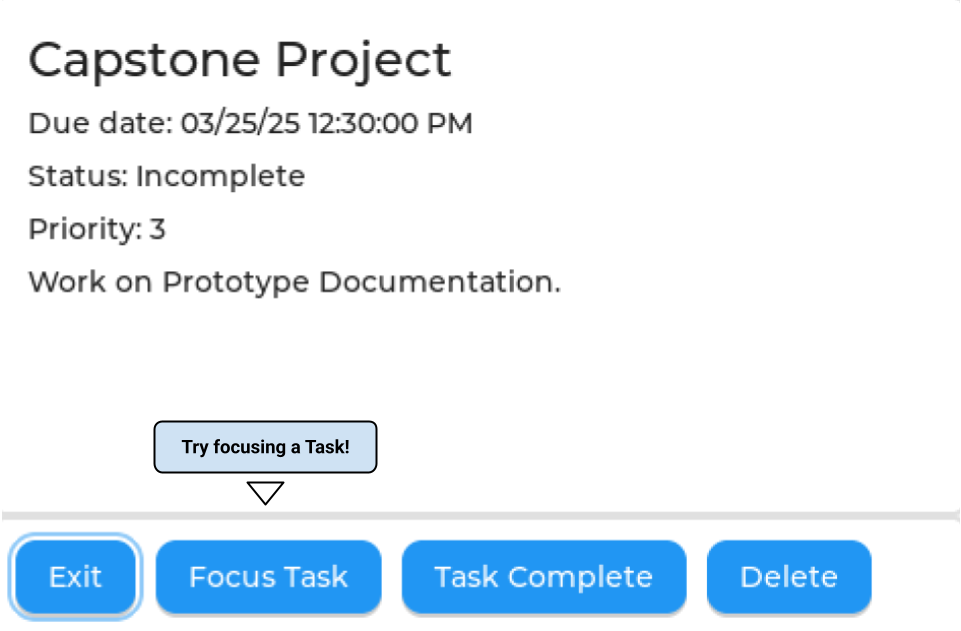 Capstone Project
Due date: 03/25/25 12:30:00 PM
Status: Incomplete
Priority: 3
Work on Prototype Documentation.
Try focusing a Task!
Exit
Focus Task
Task Complete
Delete